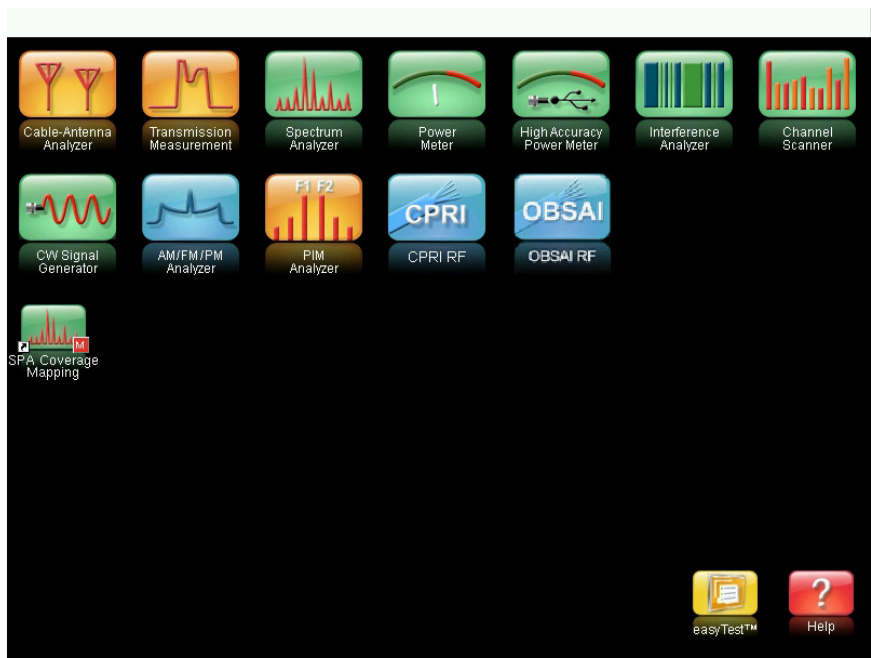 Cable-Antenna
Analyzer
Transmission
Measurement
Spectrum
Analyzer
Power
Meter
High Accuracy
Power Meter
Interference
Analyzer
Channel
Scanner
CW Signal
Generator
AM/FM/PM
Analyzer
F1 F2
PIM
Analyzer
CPRI
CPRI RF
OBSAI
OBSAI RF
M
SPA Coverage
Mapping
easyTest™
?
Help